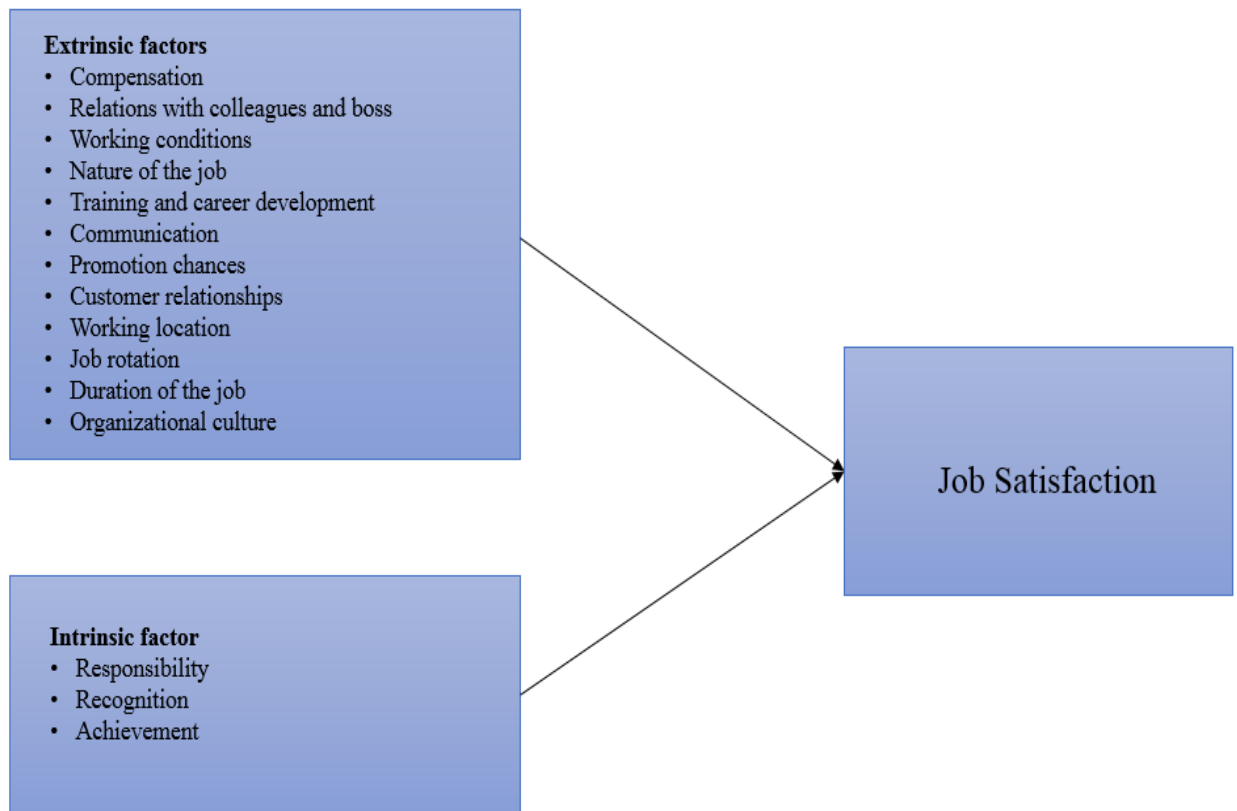 Extrinsic factors
• Compensation
• Relations with colleagues and boss
• Working conditions
• Nature of the job
• Training and career development
• Communication
• Promotion chances
• Customer relationships
• Working location
• Job rotation
• Duration of the job
• Organizational culture
Job Satisfaction
Intrinsic factor
• Responsibility
• Recognition
• Achievement